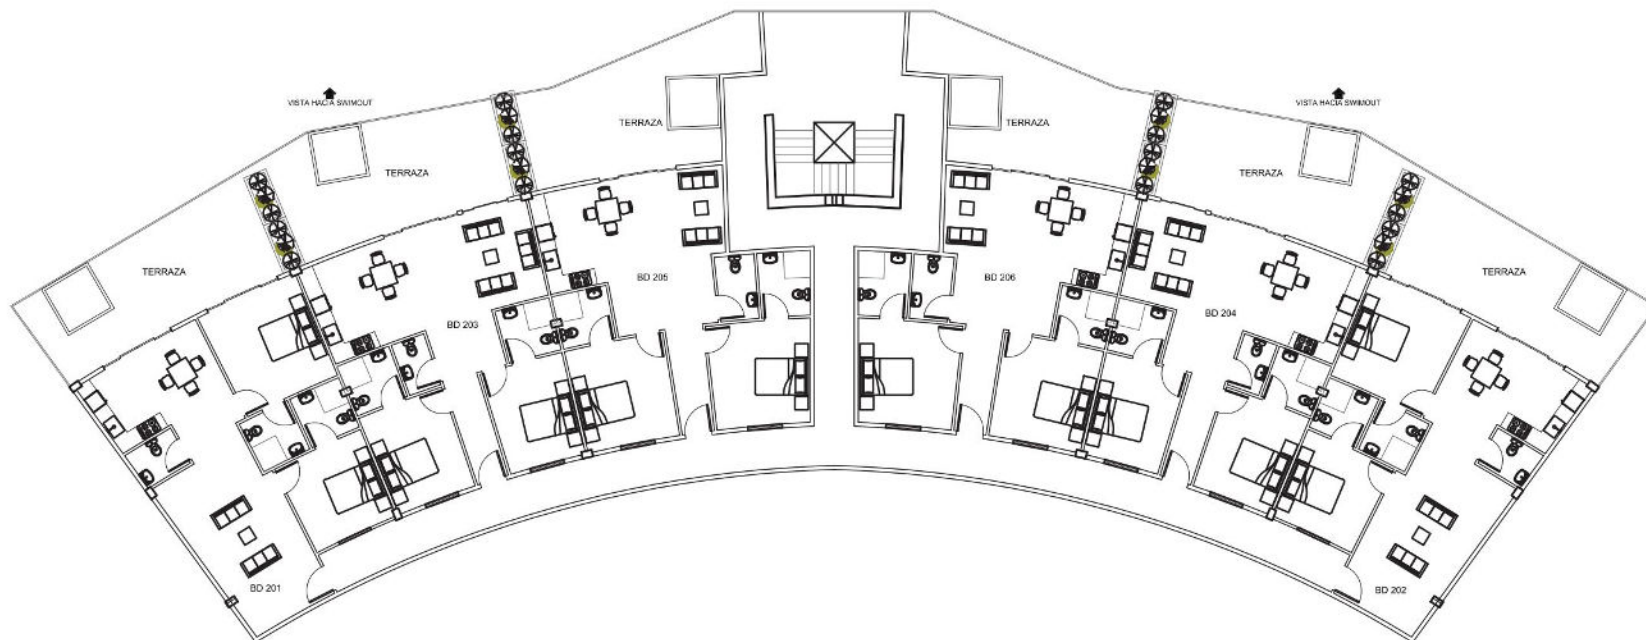 VISTA HACIA SWIMOUT
VISTA HACIA SWIMOUT
TERRAZA
TERRAZA
TERRAZA
TERRAZA
TERRAZA
TERRAZA
BD 205
BD 206
BD 203
BD 204
BD 201
BD 202